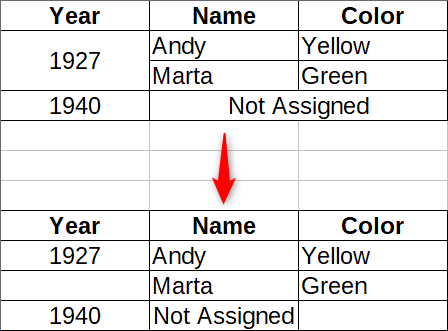 Year Name Color
1927 Andy Yellow
Marta Green
1940 Not Assigned
Year Name Color
1927 Andy Yellow
Marta Green
1940 Not Assigned